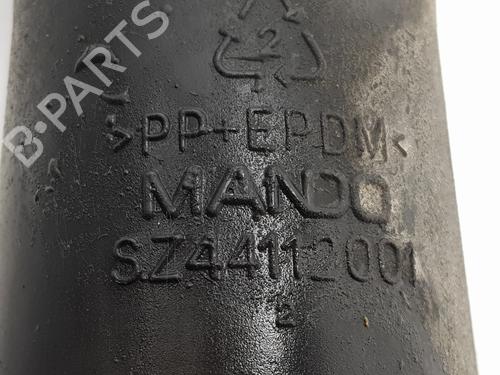 B-PARTS
2
>PP+EPDM<
MANDO
SZ44112001
2